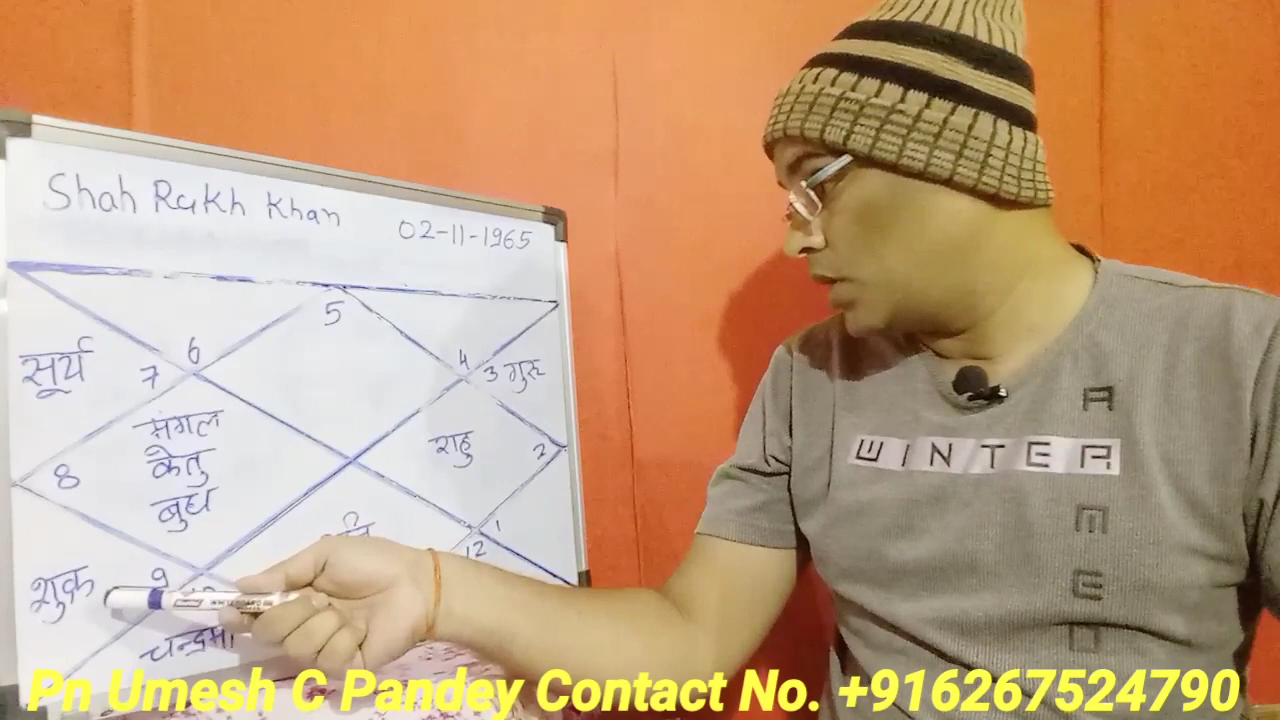 Shah Rukh Khan 02-11-1965
5
सूर्य 7 6 4 3 गुरु
मंगल
केतु
बुध
राहु 2
8
1
12
शुक्र 9
चन्द्रमा
WINTER
AMEN
Pn Umesh C Pandey Contact No. +916267524790